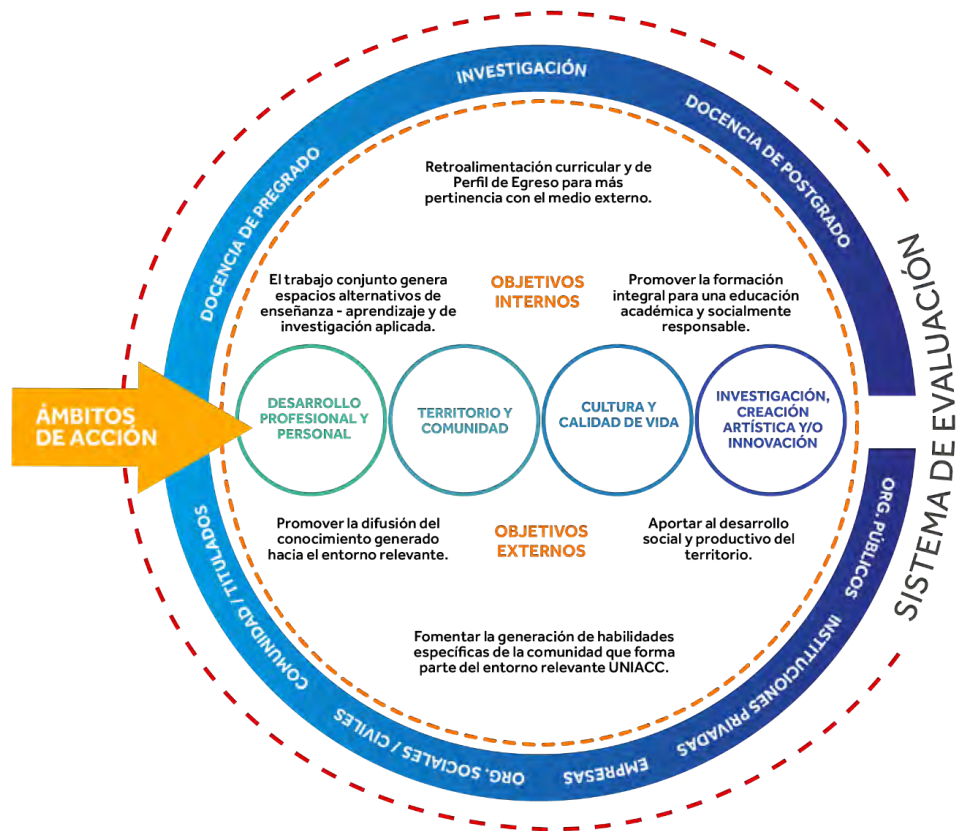 INVESTIGACIÓN
DOCENCIA DE PREGRADO
DOCENCIA DE POSTGRADO
Retroalimentación curricular y de
Perfil de Egreso para más
pertinencia con el medio externo.
El trabajo conjunto genera
espacios alternativos de
enseñanza - aprendizaje y de
investigación aplicada.
OBJETIVOS
INTERNOS
Promover la formación
integral para una educación
académica y socialmente
responsable.
SISTEMA DE EVALUACIÓN
ÁMBITOS
DE ACCIÓN
DESARROLLO
PROFESIONAL Y
PERSONAL
TERRITORIO Y
COMUNIDAD
CULTURA Y
CALIDAD DE VIDA
INVESTIGACIÓN,
CREACIÓN
ARTÍSTICA Y/O
INNOVACIÓN
Promover la difusión del
conocimiento generado
hacia el entorno relevante.
OBJETIVOS
EXTERNOS
Aportar al desarrollo
social y productivo del
territorio.
Fomentar la generación de habilidades
específicas de la comunidad que forma
parte del entorno relevante UNIACC.
COMUNIDAD / TITULADOS
ORG. SOCIALES / CIVILES
EMPRESAS
INSTITUCIONES PRIVADAS
ORG. PÚBLICOS